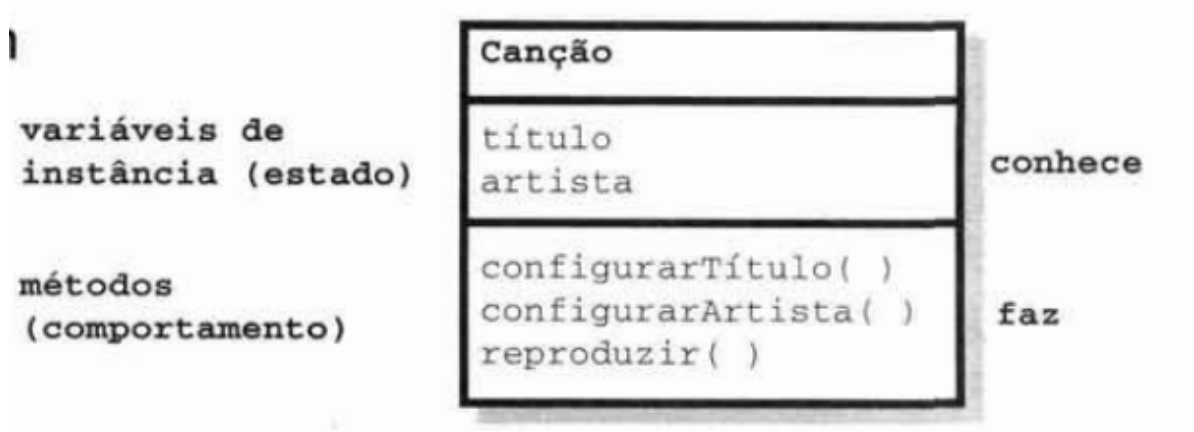 Canção
variáveis de
instância (estado)
título
artista
conhece
métodos
(comportamento)
configurarTítulo( )
configurarArtista( )
reproduzir( )
faz